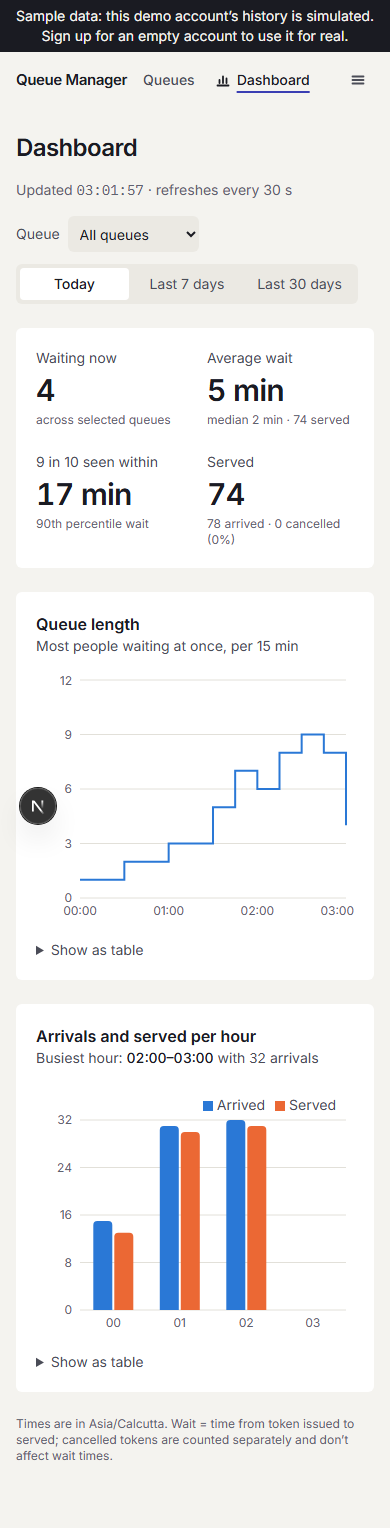 Sample data: this demo account’s history is simulated.
Sign up for an empty account to use it for real.
Queue Manager Queues Dashboard
Dashboard
Updated 03:01:57 · refreshes every 30 s
Queue All queues
Today Last 7 days Last 30 days
Waiting now
4
across selected queues
Average wait
5 min
median 2 min · 74 served
9 in 10 seen within
17 min
90th percentile wait
Served
74
78 arrived · 0 cancelled
(0%)
Queue length
Most people waiting at once, per 15 min
12
9
6
3
0
00:00 01:00 02:00 03:00
N
Show as table
Arrivals and served per hour
Busiest hour: 02:00–03:00 with 32 arrivals
Arrived Served
32
24
16
8
0
00 01 02 03
Show as table
Times are in Asia/Calcutta. Wait = time from token issued to
served; cancelled tokens are counted separately and don’t
affect wait times.